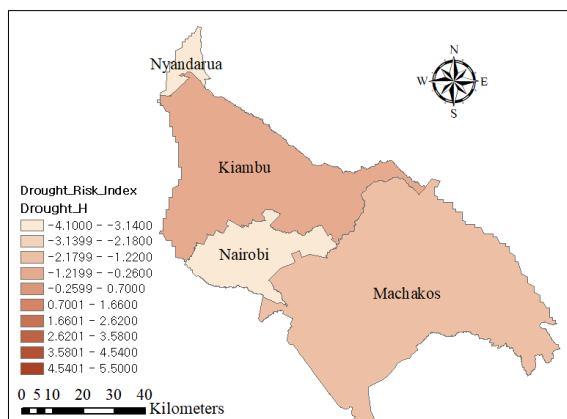 Nyandarua
N
W E
S
Kiambu
Nairobi
Machakos
Drought_Risk_Index
Drought_H
-4.1000 - -3.1400
-3.1399 - -2.1800
-2.1799 - -1.2200
-1.2199 - -0.2600
-0.2599 - 0.7000
0.7001 - 1.6600
1.6601 - 2.6200
2.6201 - 3.5800
3.5801 - 4.5400
4.5401 - 5.5000
0 5 10 20 30 40
Kilometers